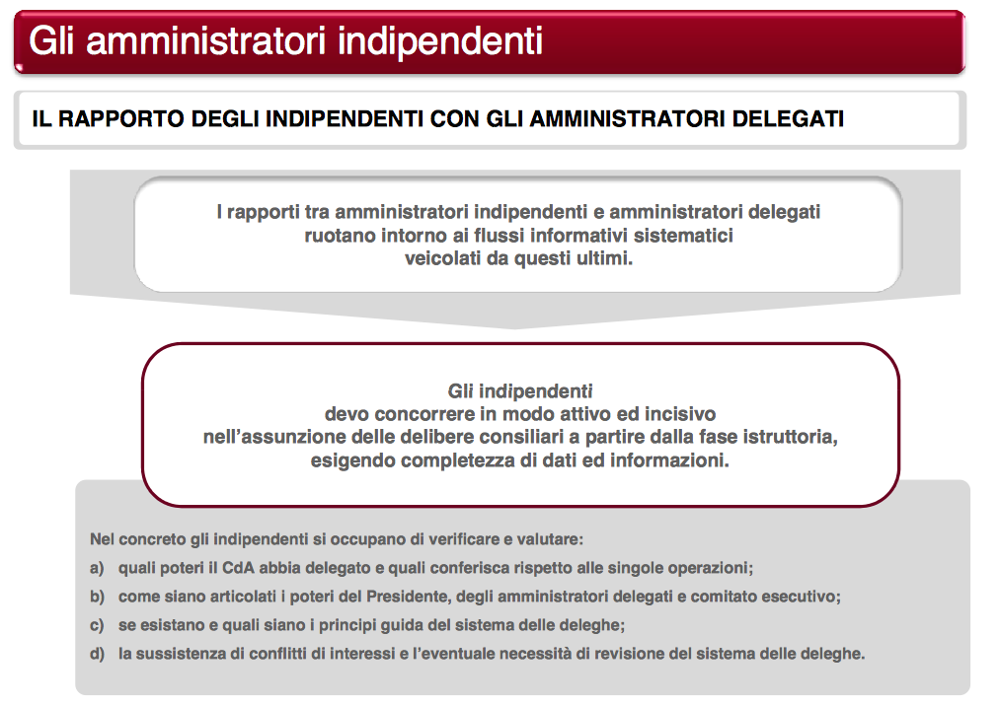 Gli amministratori indipendenti
IL RAPPORTO DEGLI INDIPENDENTI CON GLI AMMINISTRATORI DELEGATI
I rapporti tra amministratori indipendenti e amministratori delegati
ruotano intorno ai flussi informativi sistematici
veicolati da questi ultimi.
Gli indipendenti
devo concorrere in modo attivo ed incisivo
nell'assunzione delle delibere consiliari a partire dalla fase istruttoria,
esigendo completezza di dati ed informazioni.
Nel concreto gli indipendenti si occupano di verificare e valutare:
a) quali poteri il CdA abbia delegato e quali conferisca rispetto alle singole operazioni;
b) come siano articolati i poteri del Presidente, degli amministratori delegati e comitato esecutivo;
c) se esistano e quali siano i principi guida del sistema delle deleghe;
d) la sussistenza di conflitti di interessi e l'eventuale necessità di revisione del sistema delle deleghe.